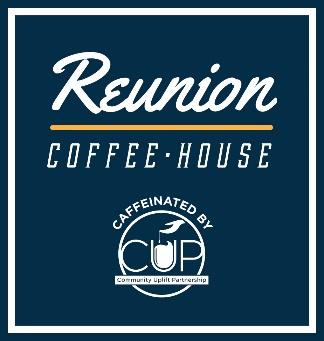 Reunion
COFFEE·HOUSE
CAFFEINATED BY
CUP
Community Uplift Partnership